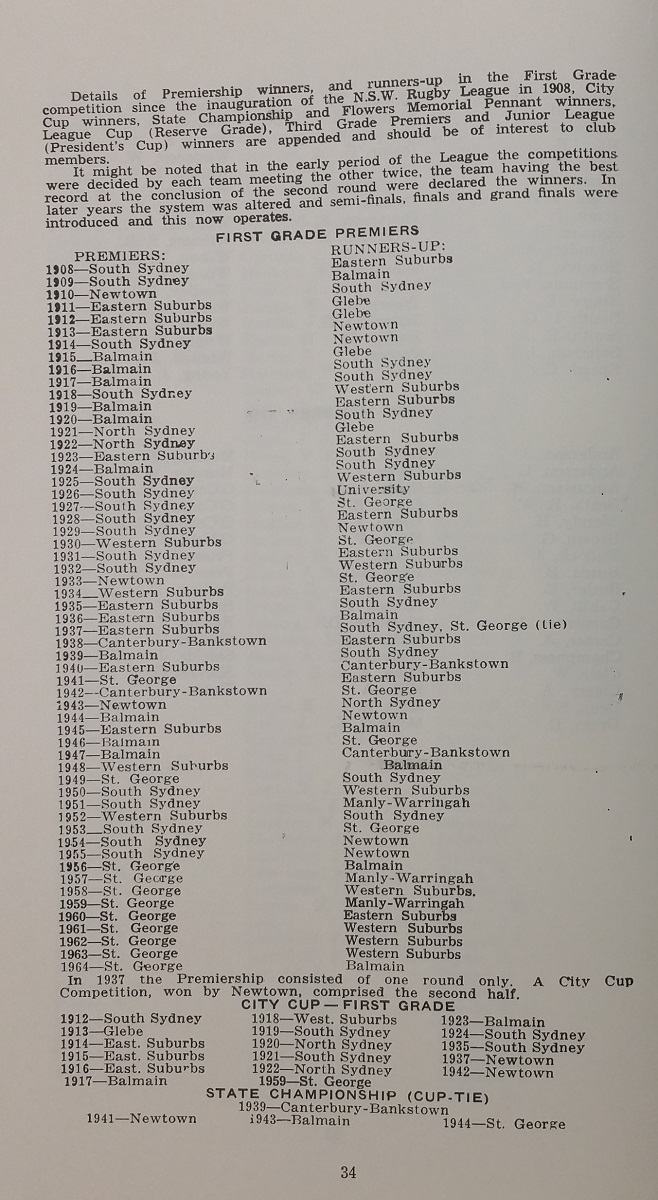 Details of Premiership winners, and runners-up in the First Grade
competition since the inauguration of the N.S.W. Rugby League in 1908, City
Cup winners, State Championship and Flowers Memorial Pennant winners,
League Cup (Reserve Grade), Third Grade Premiers and Junior League
(President's Cup) winners are appended and should be of interest to club
members.
It might be noted that in the early period of the League the competitions
were decided by each team meeting the other twice, the team having the best
record at the conclusion of the second round were declared the winners. In
later years the system was altered and semi-finals, finals and grand finals were
introduced and this now operates.
FIRST GRADE PREMIERS
PREMIERS: RUNNERS-UP:
1908—South Sydney Eastern Suburbs
1909—South Sydney Balmain
1910—Newtown South Sydney
1911—Eastern Suburbs Glebe
1912—Eastern Suburbs Glebe
1913—Eastern Suburbs Newtown
1914—South Sydney Newtown
1915—Balmain Glebe
1916—Balmain South Sydney
1917—Balmain South Sydney
1918—South Sydney Western Suburbs
1919—Balmain Eastern Suburbs
1920—Balmain South Sydney
1921—North Sydney Glebe
1922—North Sydney Eastern Suburbs
1923—Eastern Suburbs South Sydney
1924—Balmain South Sydney
1925—South Sydney Western Suburbs
1926—South Sydney University
1927—South Sydney St. George
1928—South Sydney Eastern Suburbs
1929—South Sydney Newtown
1930—Western Suburbs St. George
1931—South Sydney Eastern Suburbs
1932—South Sydney Western Suburbs
1933—Newtown St. George
1934—Western Suburbs Eastern Suburbs
1935—Eastern Suburbs South Sydney
1936—Eastern Suburbs Balmain
1937—Eastern Suburbs South Sydney, St. George (tie)
1938—Canterbury-Bankstown Eastern Suburbs
1939—Balmain South Sydney
1940—Eastern Suburbs Canterbury-Bankstown
1941—St. George Eastern Suburbs
1942—Canterbury-Bankstown St. George
1943—Newtown North Sydney
1944—Balmain Newtown
1945—Eastern Suburbs Balmain
1946—Balmain St. George
1947—Balmain Canterbury-Bankstown
1948—Western Suburbs Balmain
1949—St. George South Sydney
1950—South Sydney Western Suburbs
1951—South Sydney Manly-Warringah
1952—Western Suburbs South Sydney
1953—South Sydney St. George
1954—South Sydney Newtown
1955—South Sydney Newtown
1956—St. George Balmain
1957—St. George Manly-Warringah
1958—St. George Western Suburbs.
1959—St. George Manly-Warringah
1960—St. George Eastern Suburbs
1961—St. George Western Suburbs
1962—St. George Western Suburbs
1963—St. George Western Suburbs
1964—St. George Balmain
In 1937 the Premiership consisted of one round only. A City Cup
Competition, won by Newtown, comprised the second half.
CITY CUP — FIRST GRADE
1912—South Sydney 1918—West. Suburbs 1923—Balmain
1913—Glebe 1919—South Sydney 1924—South Sydney
1914—East. Suburbs 1920—North Sydney 1935—South Sydney
1915—East. Suburbs 1921—South Sydney 1937—Newtown
1916—East. Suburbs 1922—North Sydney 1942—Newtown
1917—Balmain 1959—St. George
STATE CHAMPIONSHIP (CUP-TIE)
1939—Canterbury-Bankstown
1941—Newtown 1943—Balmain 1944—St. George
34